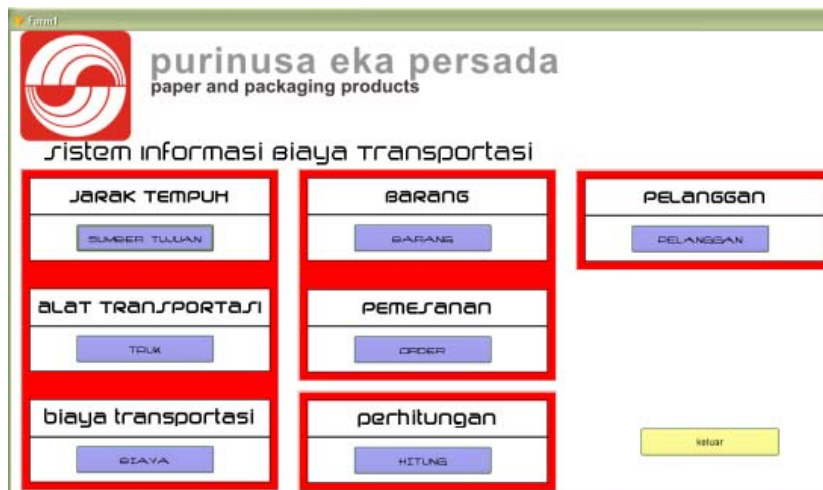 Form1
purinusa eka persada
paper and packaging products
sistem informasi Biaya Transportasi
JARAK TEMPUH
SUMBER TUJUAN
BARANG
BARANG
PELANGGAN
PELANGGAN
ALAT TRANSPORTASI
TRUK
PEMESANAN
ORDER
biaya transportasi
BIAYA
perhitungan
HITUNG
keluar